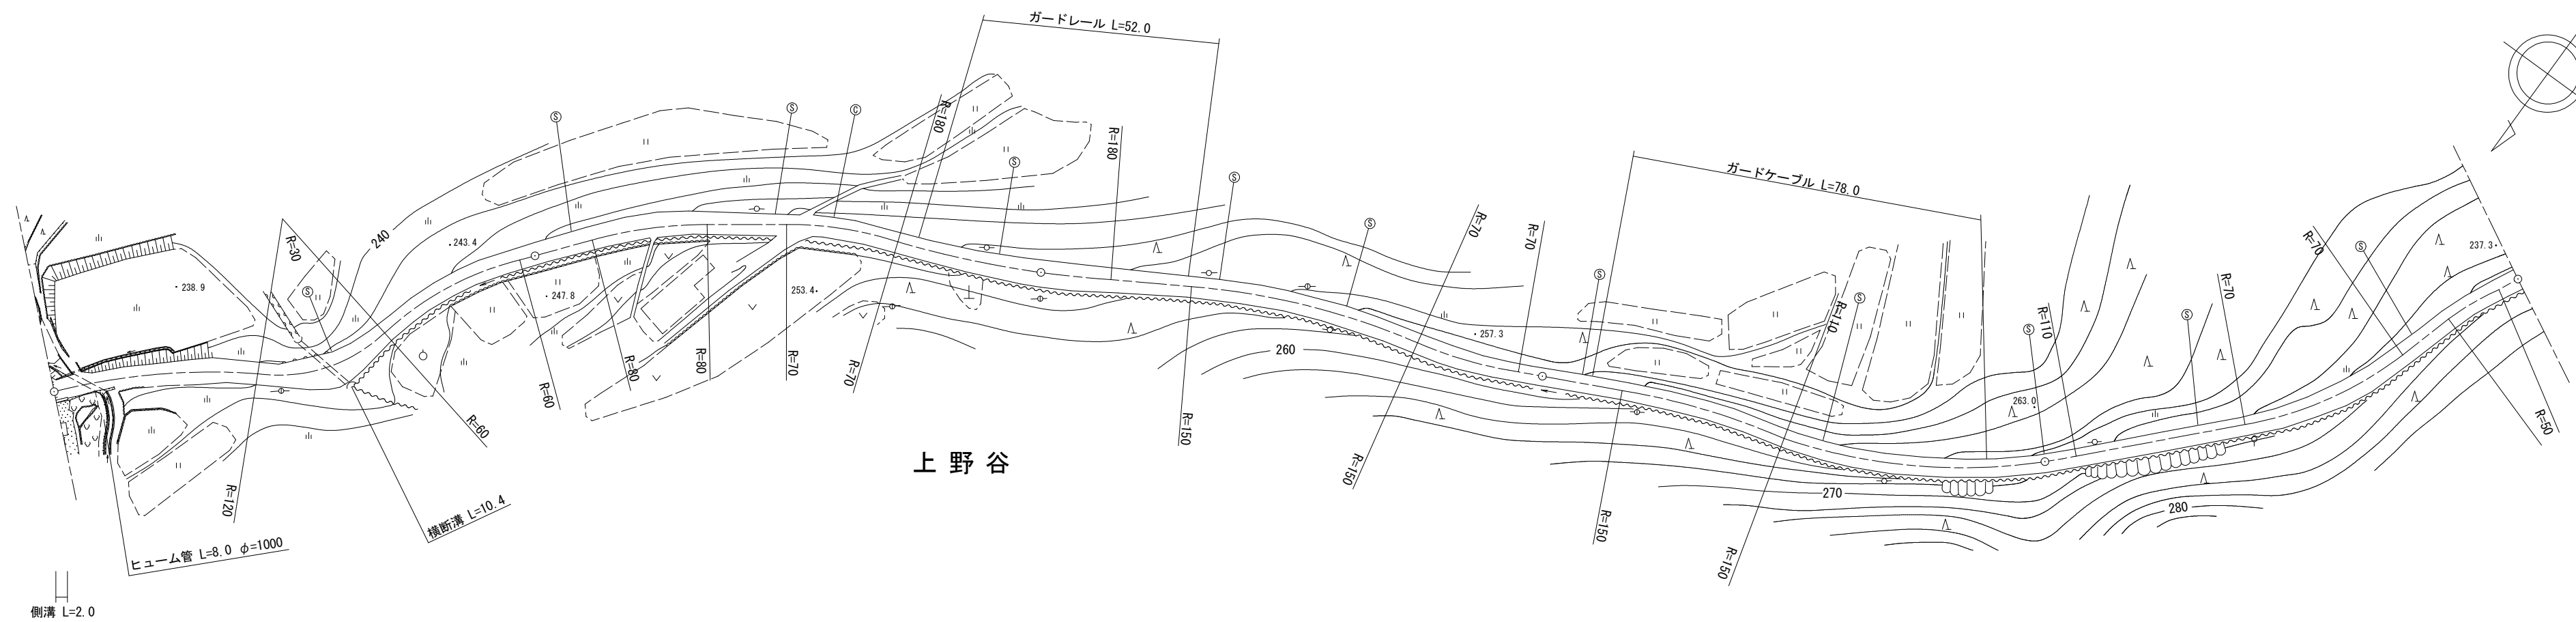 ガードレール L=52.0
ガードケーブル L=78.0
R=180
R=180
R=70
R=70
R=30
240
243.4
238.9
247.8
253.4
257.3
263.0
237.3
Ⓢ
Ⓢ
Ⓒ
Ⓢ
Ⓢ
Ⓢ
Ⓢ
Ⓢ
Ⓢ
Ⓢ
Ⓢ
Ⓢ
R=110
R=110
R=70
R=70
R=60
R=60
R=80
R=80
R=70
R=70
260
R=120
R=150
R=150
R=150
R=150
R=50
270
280
上野谷
横断溝 L=10.4
ヒューム管 L=8.0 φ=1000
側溝 L=2.0